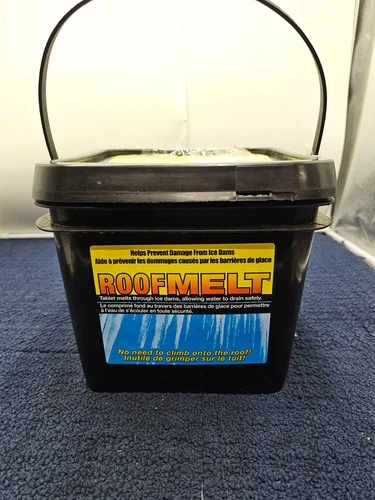 Helps Prevent Damage From Ice Dams
Aide à prévenir les dommages causés par les barrières de glace
ROOFMELT
Tablet melts through ice dams, allowing water to drain safely.
Le comprimé fond au travers des barrières de glace pour permettre
à l'eau de s'écouler en toute sécurité.
No need to climb onto the roof!
Inutile de grimper sur le toit!